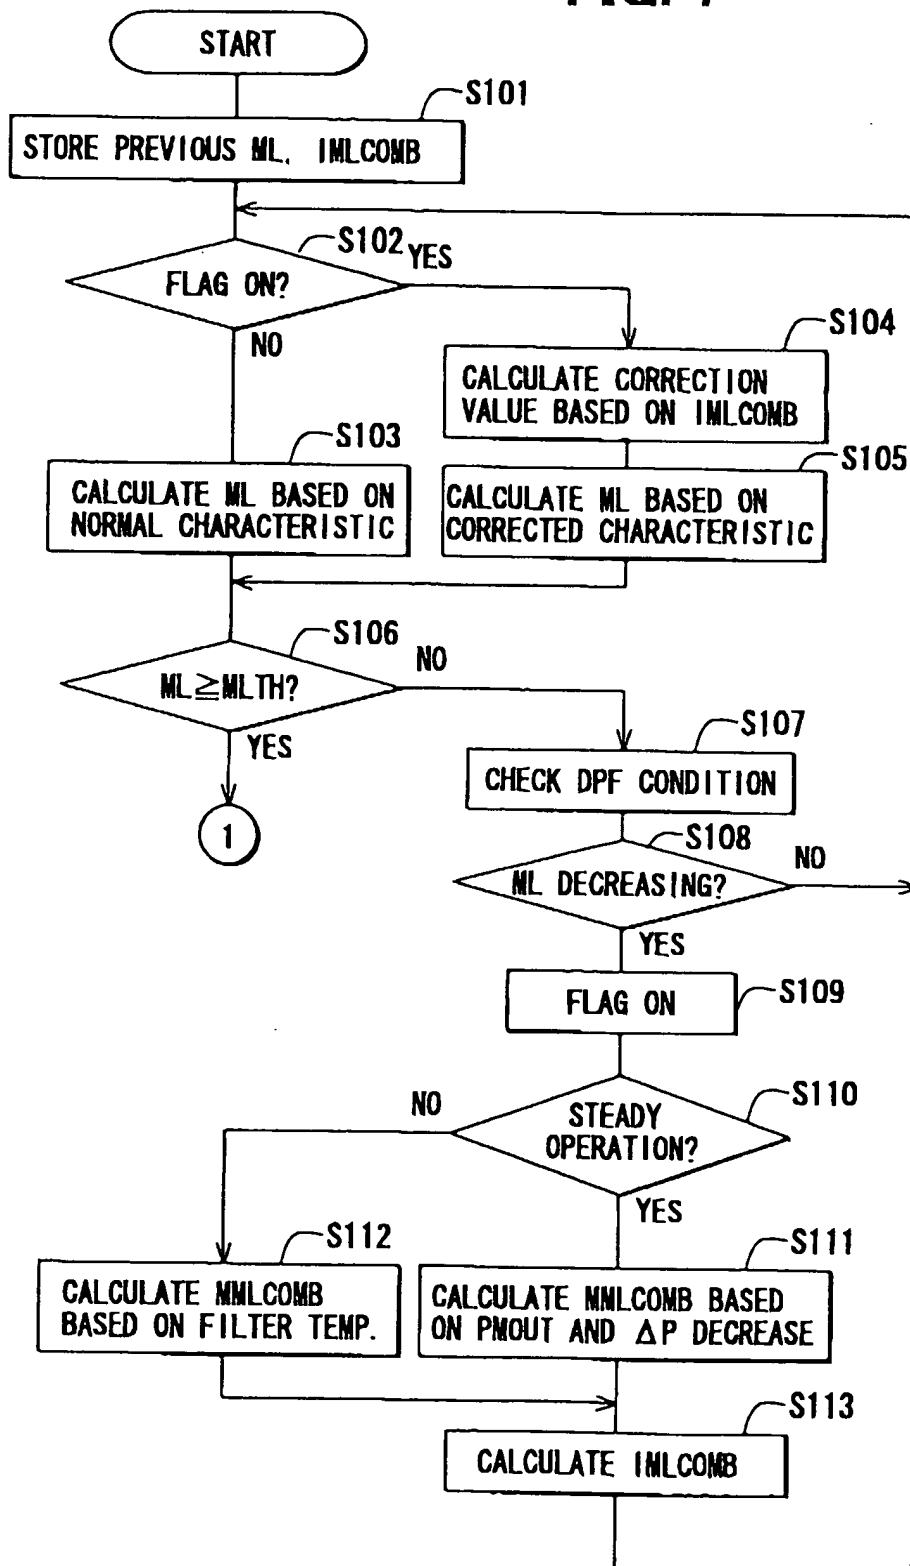 START
S101
STORE PREVIOUS ML, IMLCOMB
S102
YES
FLAG ON?
NO
S104
CALCULATE CORRECTION
VALUE BASED ON IMLCOMB
S103
CALCULATE ML BASED ON
NORMAL CHARACTERISTIC
S105
CALCULATE ML BASED ON
CORRECTED CHARACTERISTIC
S106
NO
ML≧MLTH?
YES
1
S107
CHECK DPF CONDITION
S108
NO
ML DECREASING?
YES
S109
FLAG ON
S110
NO
STEADY
OPERATION?
YES
S112
CALCULATE MMLCOMB
BASED ON FILTER TEMP.
S111
CALCULATE MMLCOMB BASED
ON PMOUT AND ΔP DECREASE
S113
CALCULATE IMLCOMB